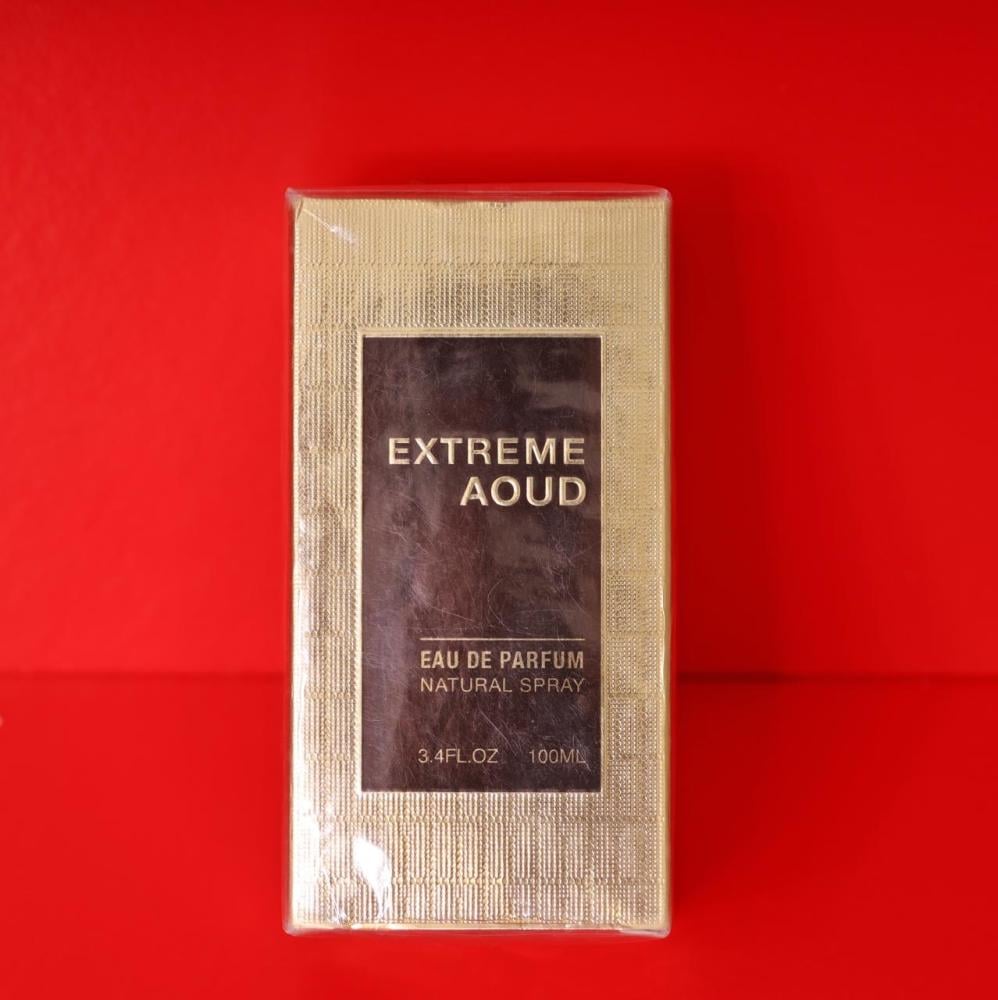 EXTREME
AOUD
EAU DE PARFUM
NATURAL SPRAY
3.4FL.OZ 100ML